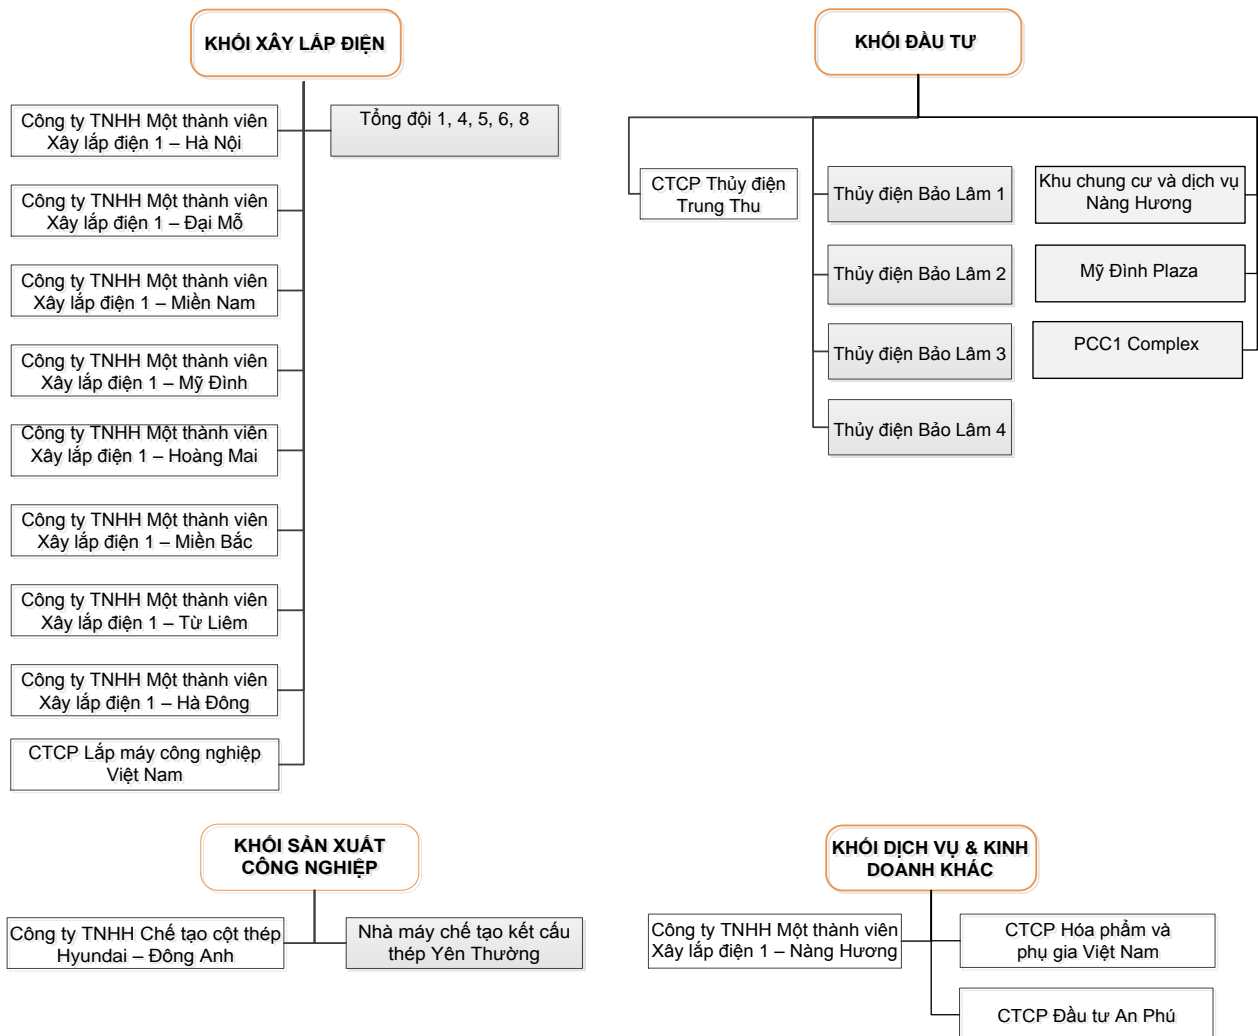 KHỐI XÂY LẮP ĐIỆN
Công ty TNHH Một thành viên
Xây lắp điện 1 – Hà Nội
Tổng đội 1, 4, 5, 6, 8
Công ty TNHH Một thành viên
Xây lắp điện 1 – Đại Mỗ
Công ty TNHH Một thành viên
Xây lắp điện 1 – Miền Nam
Công ty TNHH Một thành viên
Xây lắp điện 1 – Mỹ Đình
Công ty TNHH Một thành viên
Xây lắp điện 1 – Hoàng Mai
Công ty TNHH Một thành viên
Xây lắp điện 1 – Miền Bắc
Công ty TNHH Một thành viên
Xây lắp điện 1 – Từ Liêm
Công ty TNHH Một thành viên
Xây lắp điện 1 – Hà Đông
CTCP Lắp máy công nghiệp
Việt Nam
KHỐI ĐẦU TƯ
CTCP Thủy điện
Trung Thu
Thủy điện Bảo Lâm 1
Thủy điện Bảo Lâm 2
Thủy điện Bảo Lâm 3
Thủy điện Bảo Lâm 4
Khu chung cư và dịch vụ
Nàng Hương
Mỹ Đình Plaza
PCC1 Complex
KHỐI SẢN XUẤT
CÔNG NGHIỆP
Công ty TNHH Chế tạo cột thép
Hyundai – Đông Anh
Nhà máy chế tạo kết cấu
thép Yên Thường
KHỐI DỊCH VỤ & KINH
DOANH KHÁC
Công ty TNHH Một thành viên
Xây lắp điện 1 – Nàng Hương
CTCP Hóa phẩm và
phụ gia Việt Nam
CTCP Đầu tư An Phú